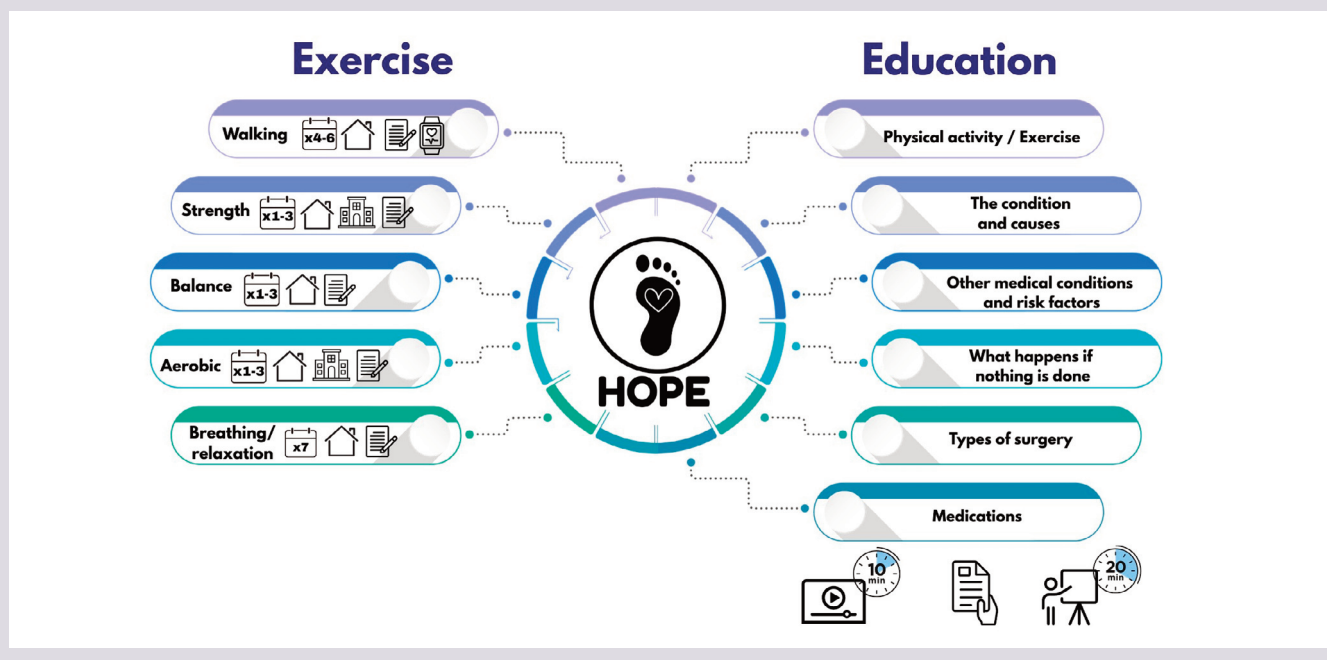 Exercise
Education
Walking
x4-6
Strength
x1-3
Balance
x1-3
Aerobic
x1-3
Breathing/
relaxation
x7
HOPE
Physical activity / Exercise
The condition
and causes
Other medical conditions
and risk factors
What happens if
nothing is done
Types of surgery
Medications
10
min
20
min